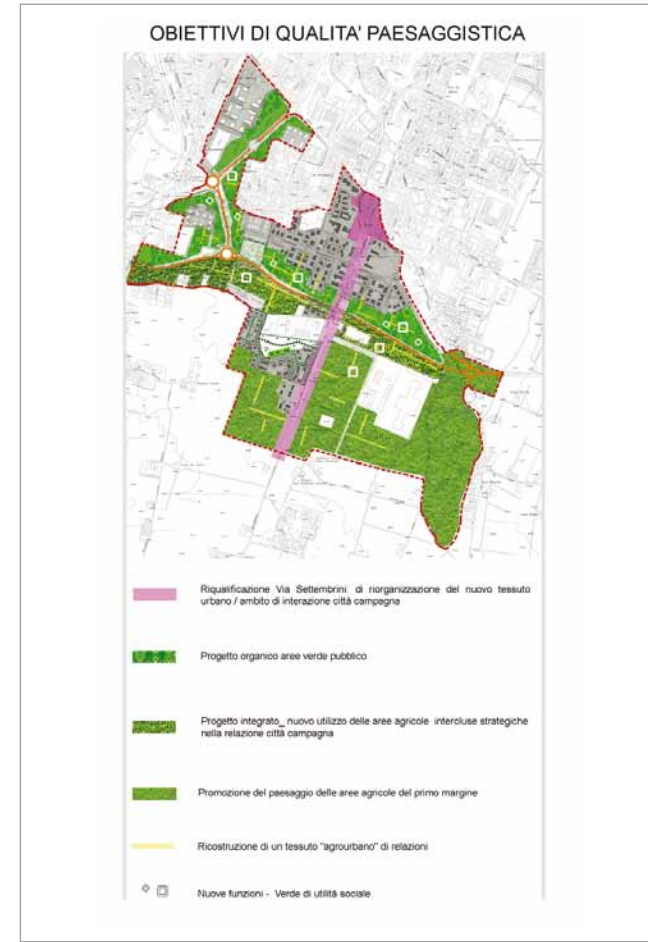 OBIETTIVI DI QUALITA' PAESAGGISTICA
Riqualificazione Via Settembrini di riorganizzazione del nuovo tessuto
urbano / ambito di interazione città campagna
Progetto organico aree verde pubblico
Progetto integrato_ nuovo utilizzo delle aree agricole intercluse strategiche
nella relazione città campagna
Promozione del paesaggio delle aree agricole del primo margine
Ricostruzione di un tessuto "agrourbano" di relazioni
Nuove funzioni - Verde di utilità sociale